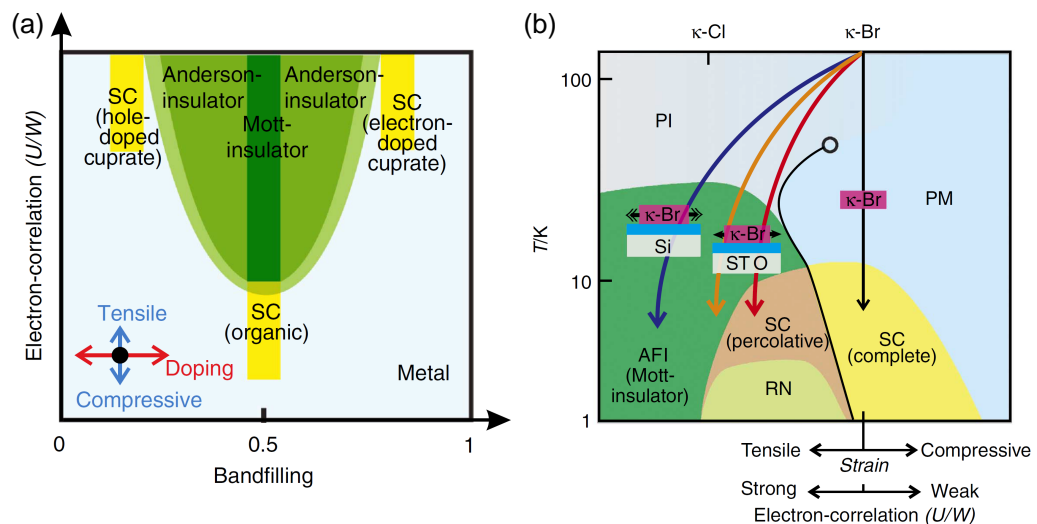 (a)
Electron-correlation (U/W)
Anderson-
insulator
Anderson-
insulator
Mott-
insulator
SC
(hole-
doped
cuprate)
SC
(electron-
doped
cuprate)
SC
(organic)
Tensile
Doping
Compressive
Metal
0
0.5
1
Bandfilling
(b)
κ-Cl
κ-Br
100
10
1
T/K
PI
PM
κ-Br
κ-Br
Si
κ-Br
STO
SC
(percolative)
SC
(complete)
AFI
(Mott-
insulator)
RN
Tensile
Compressive
Strain
Strong
Weak
Electron-correlation (U/W)